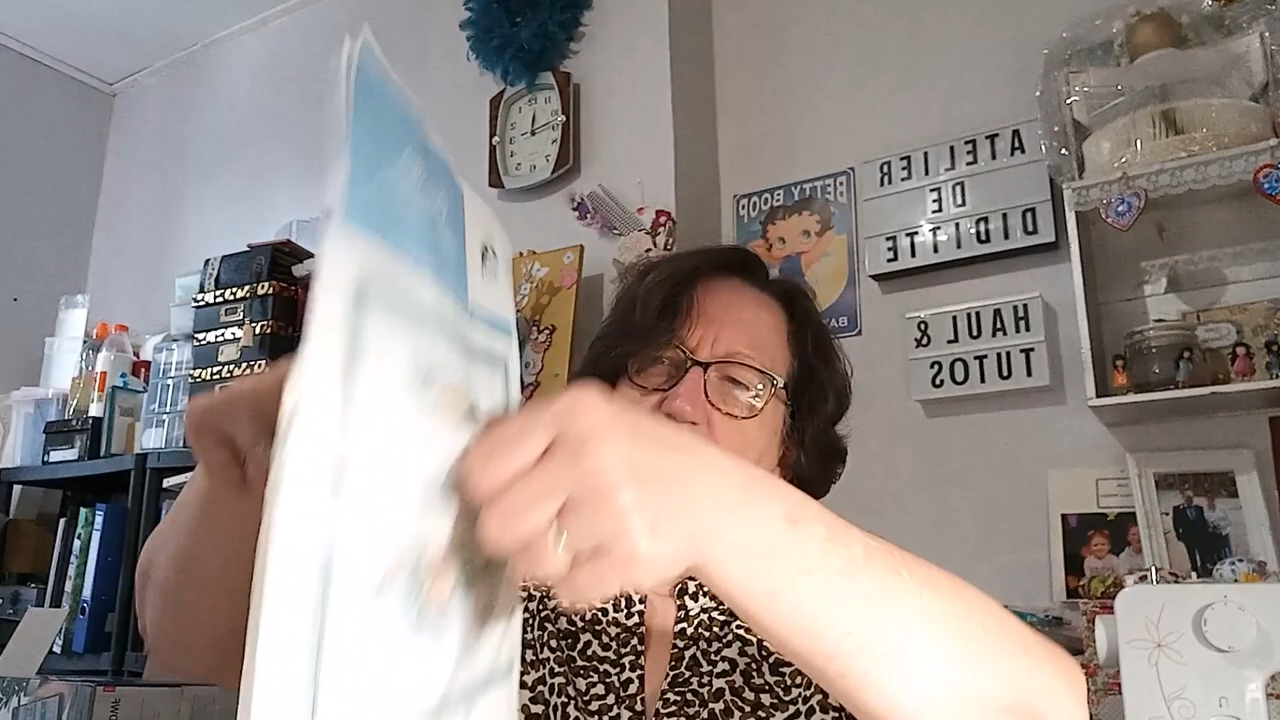 BETTY BOOP
ATELIER
DE
DIDITTE
HAUL &
TUTOS